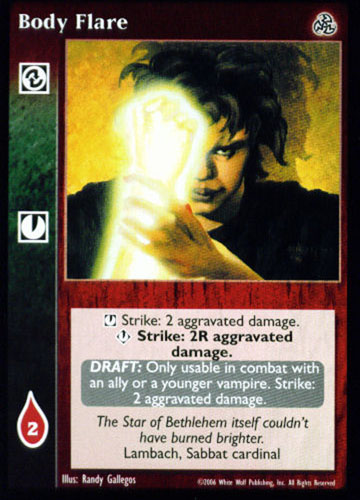 Body Flare
Strike: 2 aggravated damage.
Strike: 2R aggravated
damage.
DRAFT: Only usable in combat with
an ally or a younger vampire. Strike:
2 aggravated damage.
The Star of Bethlehem itself couldn't
have burned brighter.
Lambach, Sabbat cardinal
2
Illus: Randy Gallegos
©2006 White Wolf Publishing, Inc. All Rights Reserved